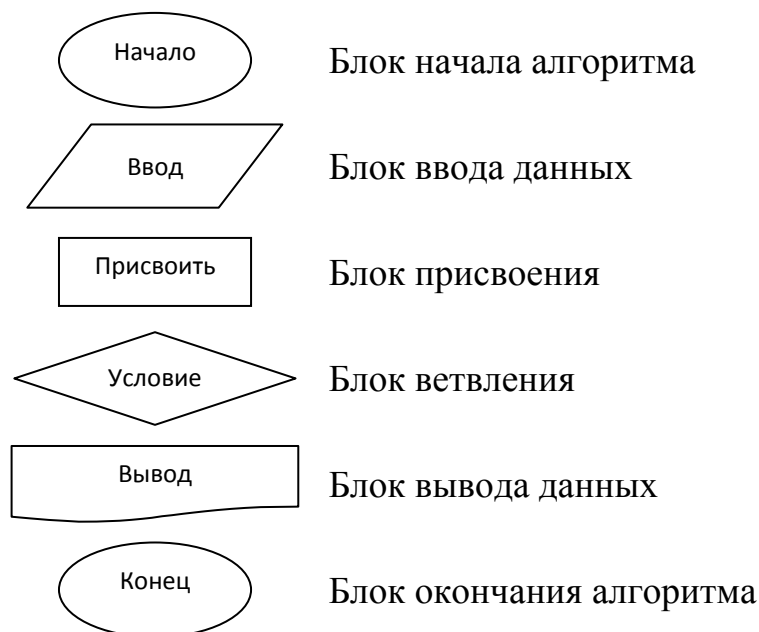 Начало
Блок начала алгоритма
Ввод
Блок ввода данных
Присвоить
Блок присвоения
Условие
Блок ветвления
Вывод
Блок вывода данных
Конец
Блок окончания алгоритма